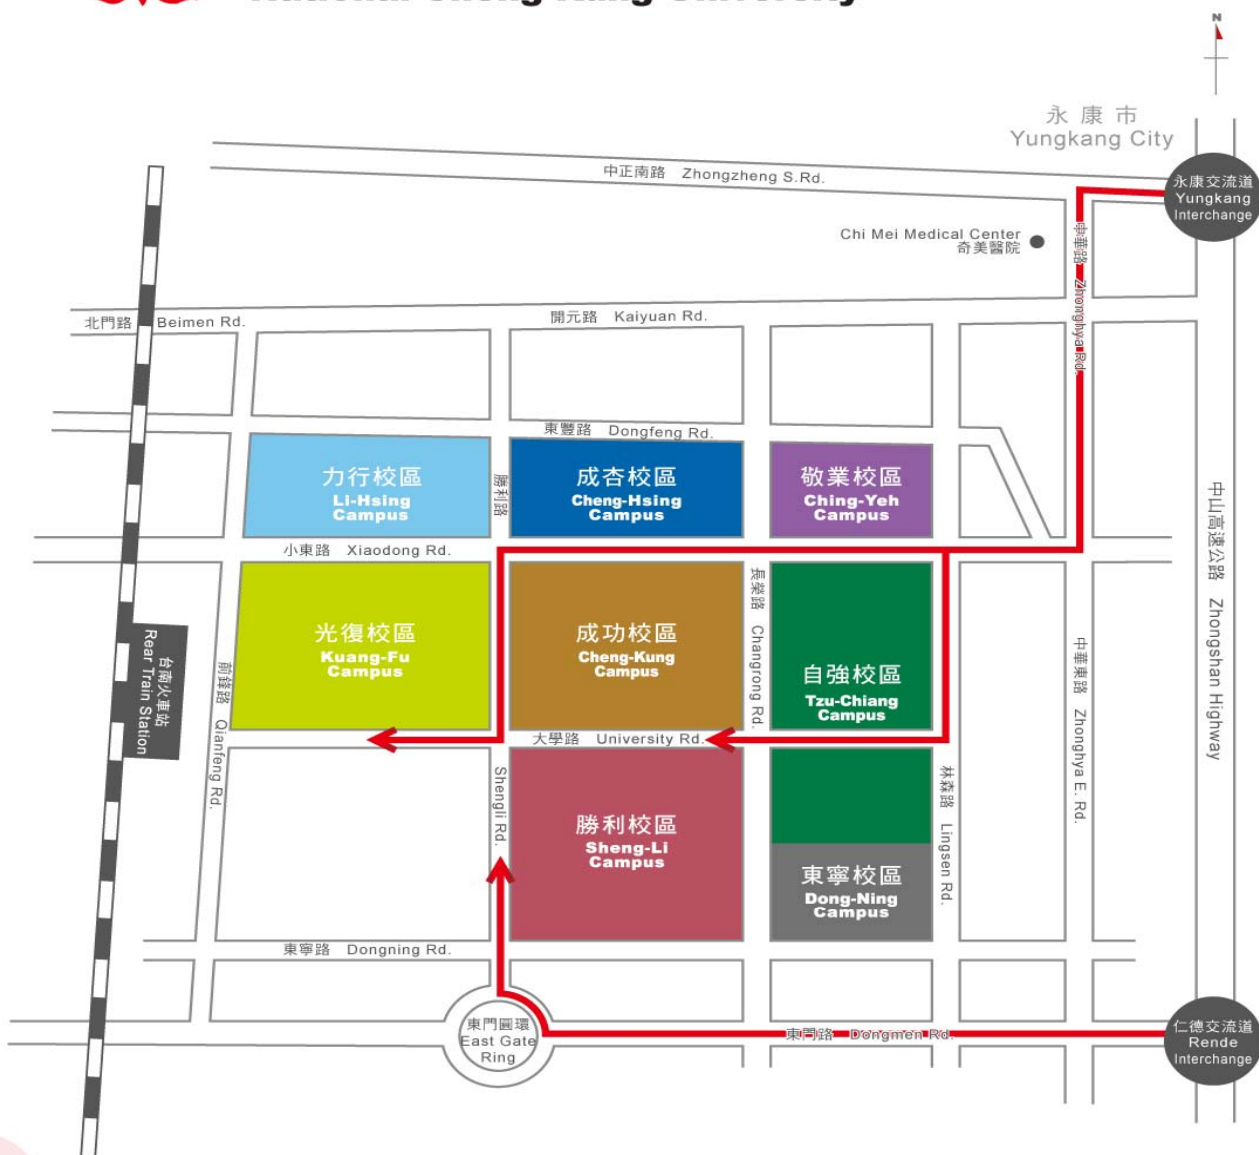 National Cheng Kung University
N
永康市
Yungkang City
永康交流道
Yungkang
Interchange
中正南路 Zhongzheng S.Rd.
Chi Mei Medical Center
奇美醫院
中華路 Zhonghya Rd.
北門路 Beimen Rd.
開元路 Kaiyuan Rd.
東豐路 Dongfeng Rd.
力行校區
Li-Hsing
Campus
勝利路
成杏校區
Cheng-Hsing
Campus
敬業校區
Ching-Yeh
Campus
中山高速公路 Zhongshan Highway
小東路 Xiaodong Rd.
光復校區
Kuang-Fu
Campus
成功校區
Cheng-Kung
Campus
長榮路 Changrong Rd.
自強校區
Tzu-Chiang
Campus
中華東路 Zhonghya E. Rd.
台南火車站
Rear Train Station
前鋒路 Qianfeng Rd.
大學路 University Rd.
Shengli Rd.
勝利校區
Sheng-Li
Campus
林森路 Lingsen Rd.
東寧校區
Dong-Ning
Campus
東寧路 Dongning Rd.
東門圓環
East Gate
Ring
東門路 Dongmen Rd.
仁德交流道
Rende
Interchange